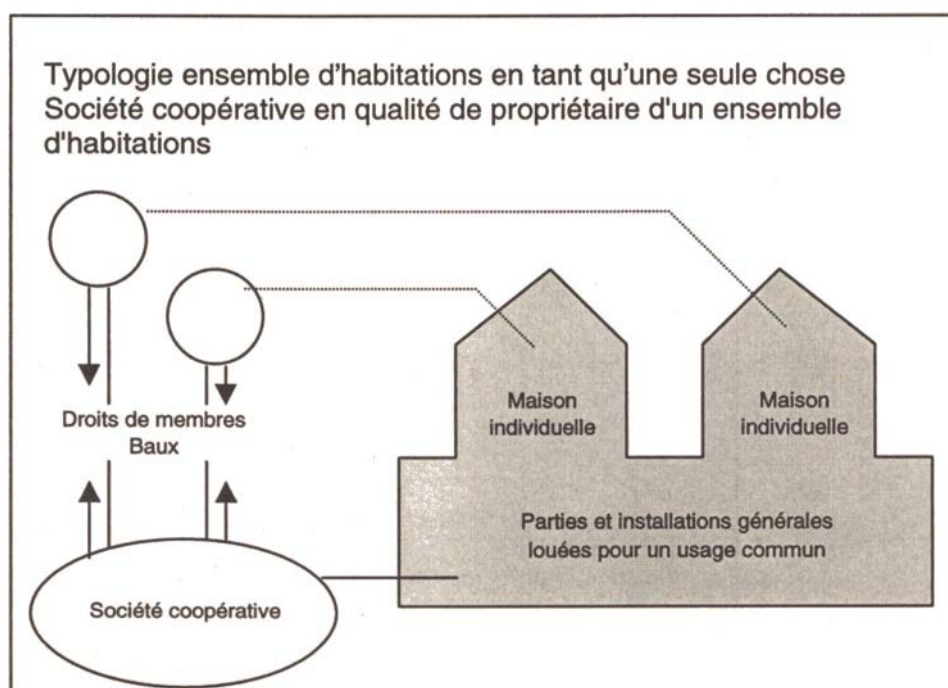 Typologie ensemble d'habitations en tant qu'une seule chose
Société coopérative en qualité de propriétaire d'un ensemble
d'habitations
Droits de membres
Baux
Société coopérative
Maison
individuelle
Maison
individuelle
Parties et installations générales
louées pour un usage commun